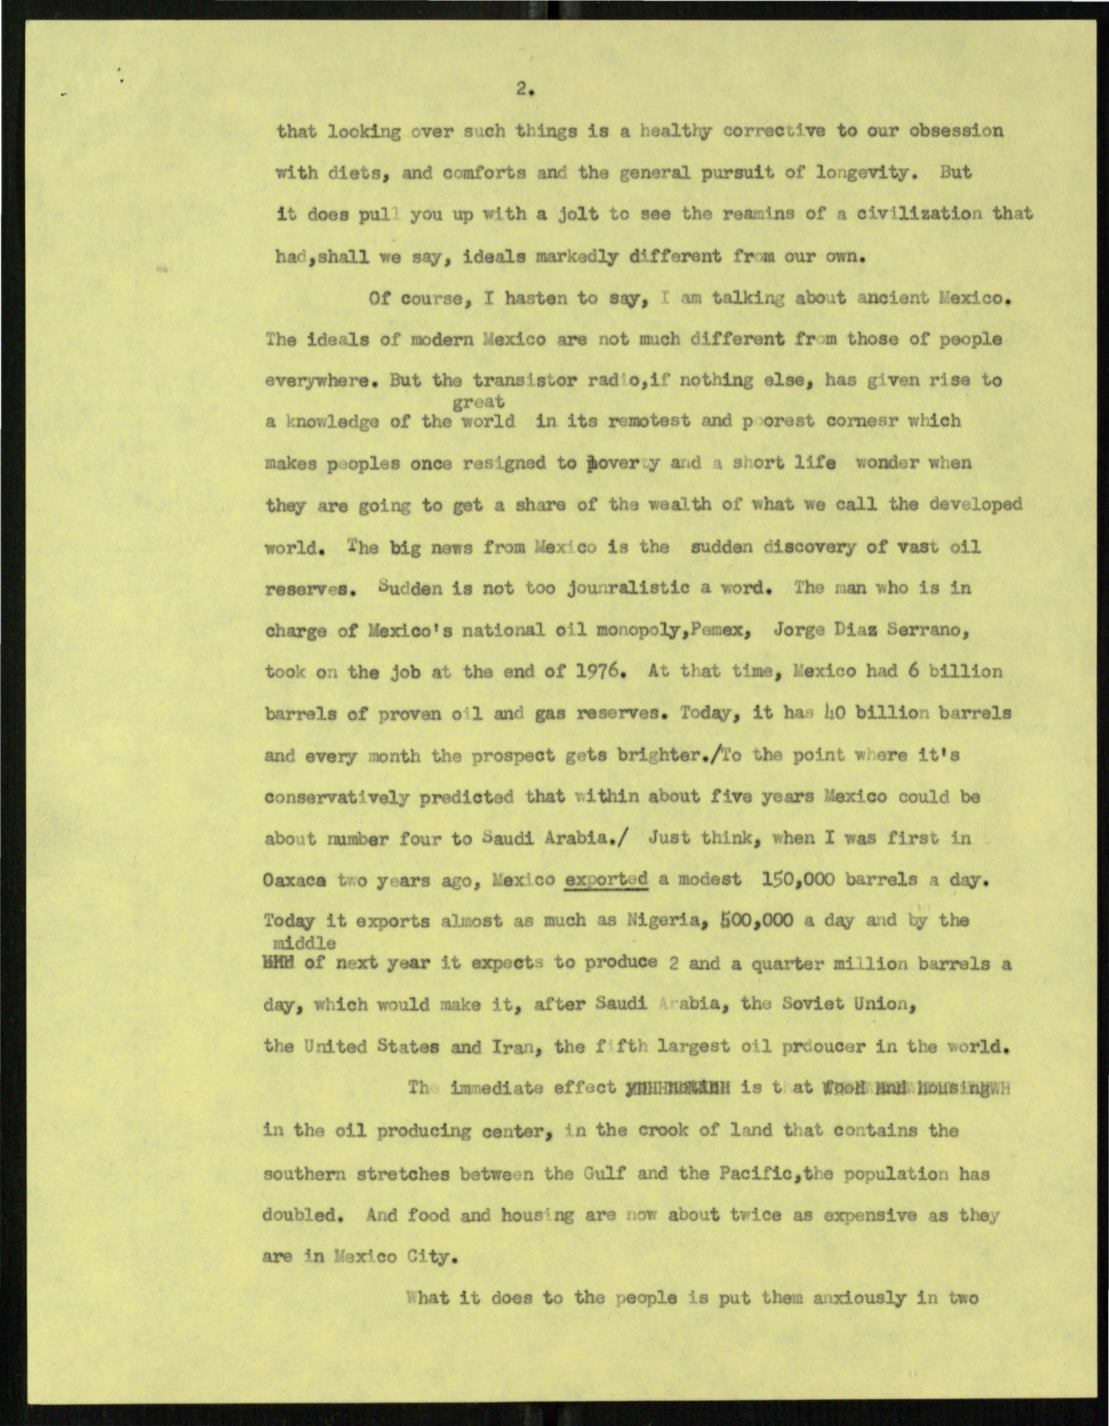 2.
that looking over such things is a healthy corrective to our obsession
with diets, and comforts and the general pursuit of longevity. But
it does pull you up with a jolt to see the reamins of a civilization that
had,shall we say, ideals markedly different from our own.
Of course, I hasten to say, I am talking about ancient Mexico.
The ideals of modern Mexico are not much different from those of people
everywhere. But the transistor radio,if nothing else, has given rise to
great
a knowledge of the world in its remotest and poorest cornesr which
makes peoples once resigned to poverty and a short life wonder when
they are going to get a share of the wealth of what we call the developed
world. The big news from Mexico is the sudden discovery of vast oil
reserves. Sudden is not too jounralistic a word. The man who is in
charge of Mexico's national oil monopoly,Pemex, Jorge Diaz Serrano,
took on the job at the end of 1976. At that time, Mexico had 6 billion
barrels of proven oil and gas reserves. Today, it has 40 billion barrels
and every month the prospect gets brighter./To the point where it's
conservatively predicted that within about five years Mexico could be
about number four to Saudi Arabia./ Just think, when I was first in
Oaxaca two years ago, Mexico exported a modest 150,000 barrels a day.
Today it exports almost as much as Nigeria, 500,000 a day and by the
middle
of next year it expects to produce 2 and a quarter million barrels a
day, which would make it, after Saudi Arabia, the Soviet Union,
the United States and Iran, the fifth largest oil prdoucer in the world.
The immediate effect is that food and housing
in the oil producing center, in the crook of land that contains the
southern stretches between the Gulf and the Pacific,the population has
doubled. And food and housing are now about twice as expensive as they
are in Mexico City.
What it does to the people is put them anxiously in two